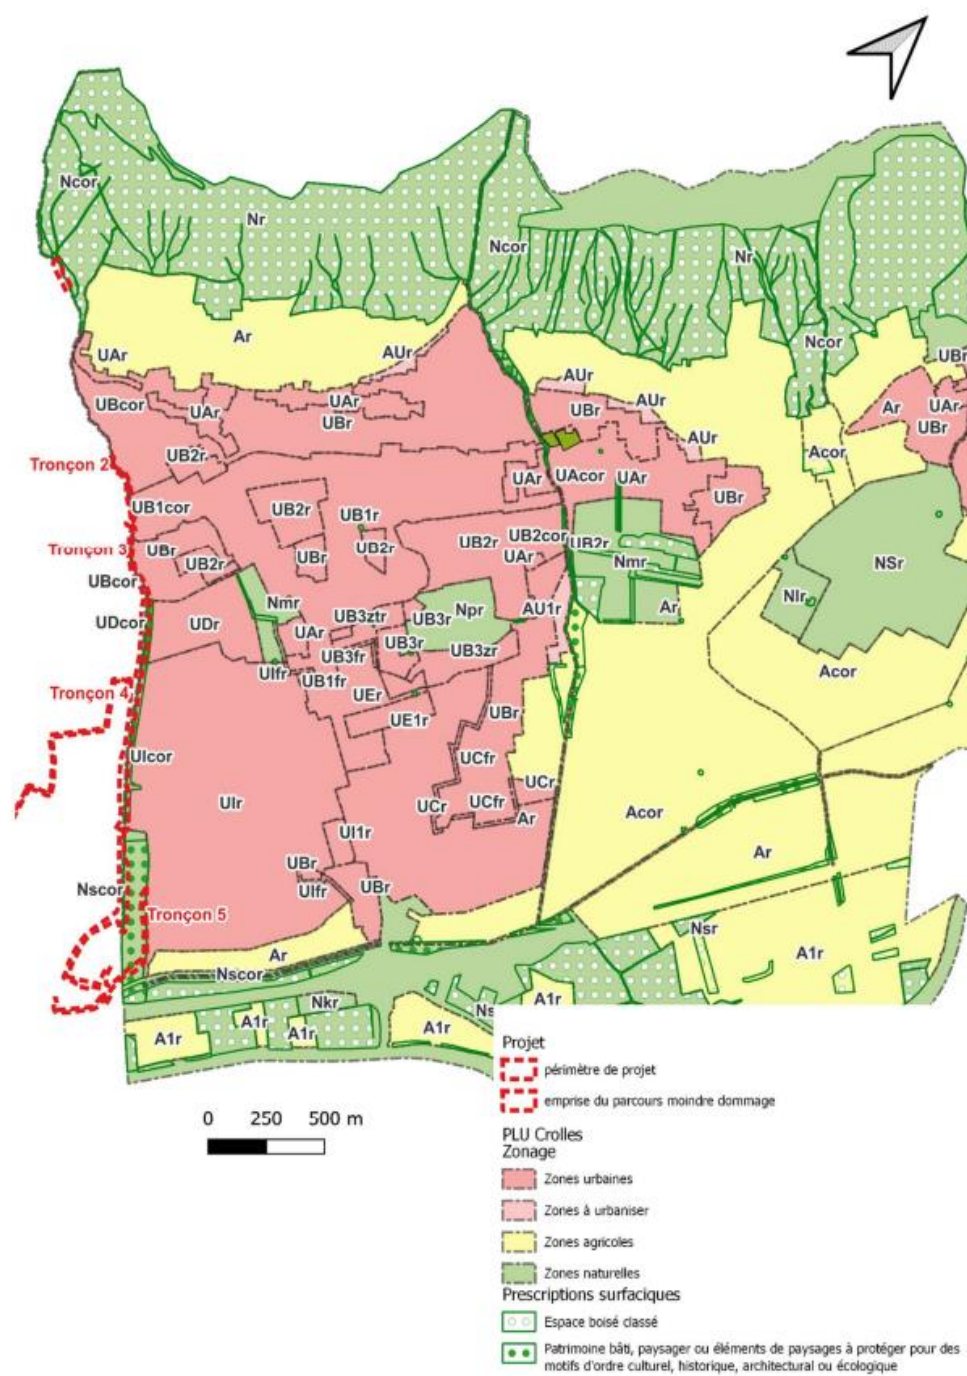 Ncor
Nr
Ncor
Nr
Ncor
Ar
UAr
AUr
UBr
AUr
UBcor
UAr
UAr
UBr
UBr
AUr
Ar
UAr
UBr
AUr
Acor
Tronçon 2
UB2r
UAr
UAcor
UAr
UBr
UB1cor
UB2r
UB1r
Tronçon 3
UBr
UB2r
UBr
UB2r
UB2r
UB2cor
UB2r
UAr
Nmr
NSr
UBcor
Nmr
Npr
Nlr
UDcor
UDr
UB3ztr
UB3r
AU1r
Ar
UAr
UB3r
UB3fr
UB3zr
UIfr
UB1fr
Acor
Tronçon 4
UEr
UE1r
UBr
UIcor
UCfr
UIr
UCr
UCr
UCfr
Ar
Acor
UI1r
Ar
UBr
Nscor
UIfr
UBr
Tronçon 5
Nsr
Ar
A1r
Nscor
Nkr
A1r
A1r
A1r
A1r
A1r
Ns
0 250 500 m
Projet
périmètre de projet
emprise du parcours moindre dommage
PLU Crolles
Zonage
Zones urbaines
Zones à urbaniser
Zones agricoles
Zones naturelles
Prescriptions surfaciques
Espace boisé classé
Patrimoine bâti, paysager ou éléments de paysages à protéger pour des
motifs d'ordre culturel, historique, architectural ou écologique